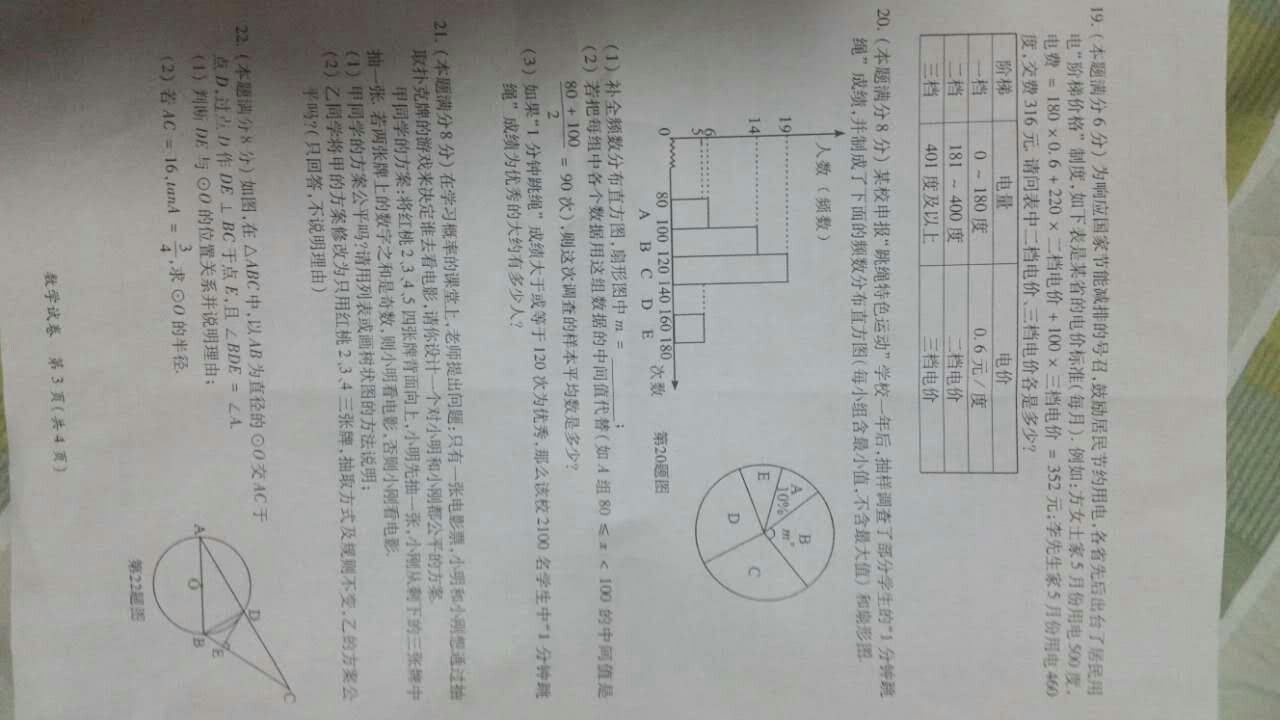 19.(本题满分6分)为响应国家节能减排的号召,鼓励居民节约用电,各省先后出台了居民用
电“阶梯价格”制度,如下表是某省的电价标准(每月).例如:方女士家5月份用电500度,
电费=180×0.6+220×二档电价+100×三档电价=352元;李先生家5月份用电460
度,交费316元.请问表中二档电价、三档电价各是多少?
阶梯 电量 电价
一档 0~180度 0.6元/度
二档 181~400度 二档电价
三档 401度及以上 三档电价
20.(本题满分8分)某校申报“跳绳特色运动”学校一年后,抽样调查了部分学生的“1分钟跳
绳”成绩,并制成了下面的频数分布直方图(每小组含最小值,不含最大值)和扇形图.
人数(频数)
19
14
6
5
0
80 100 120 140 160 180 次数
A B C D E
A
10%
B
m°
C
D
E
O
第20题图
(1)补全频数分布直方图,扇形图中m=;
(2)若把每组中各个数据用这组数据的中间值代替(如A组80≤x<100的中间值是
80+100/2=90次),则这次调查的样本平均数是多少?
(3)如果“1分钟跳绳”成绩大于或等于120次为优秀,那么该校2100名学生中“1分钟跳
绳”成绩为优秀的大约有多少人?
21.(本题满分8分)在学习概率的课堂上,老师提出问题:只有一张电影票,小明和小刚想通过抽
取扑克牌的游戏来决定谁去看电影,请你设计一个对小明和小刚都公平的方案.
甲同学的方案:将红桃2、3、4、5四张牌背面向上,小明先抽一张,小刚从剩下的三张牌中
抽一张,若两张牌上的数字之和是奇数,则小明看电影,否则小刚看电影.
(1)甲同学的方案公平吗?请用列表或画树状图的方法说明;
(2)乙同学将甲的方案修改为只用红桃2、3、4三张牌,抽取方式及规则不变,乙的方案公
平吗?(只回答,不说明理由)
22.(本题满分8分)如图,在△ABC中,以AB为直径的⊙O交AC于
点D,过点D作DE⊥BC于点E,且∠BDE=∠A.
(1)判断DE与⊙O的位置关系并说明理由;
(2)若AC=16,tanA=3/4,求⊙O的半径.
A
O
B
D
E
C
第22题图
数学试卷 第3页(共4页)